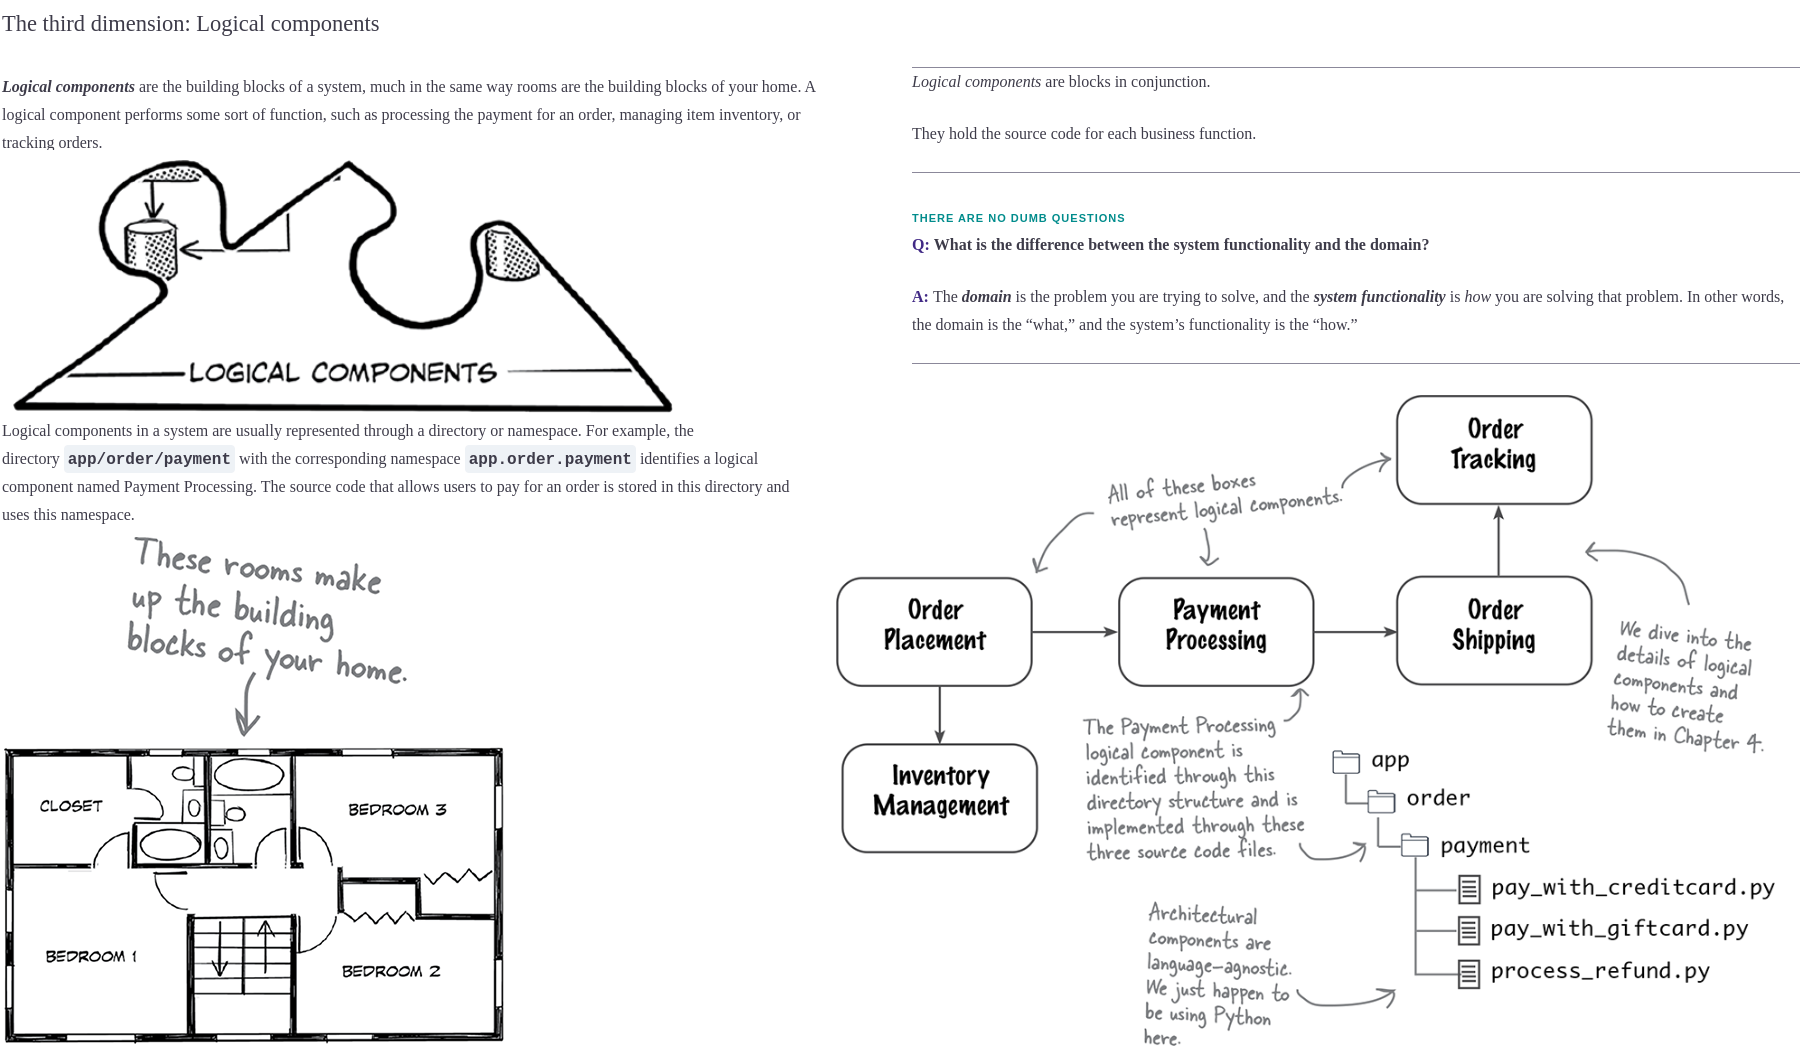 The third dimension: Logical components
Logical components are the building blocks of a system, much in the same way rooms are the building blocks of your home. A
logical component performs some sort of function, such as processing the payment for an order, managing item inventory, or
tracking orders.
LOGICAL COMPONENTS
Logical components in a system are usually represented through a directory or namespace. For example, the
directory app/order/payment with the corresponding namespace app.order.payment identifies a logical
component named Payment Processing. The source code that allows users to pay for an order is stored in this directory and
uses this namespace.
These rooms make
up the building
blocks of your home.
CLOSET
BEDROOM 3
BEDROOM 1
BEDROOM 2
Logical components are blocks in conjunction.
They hold the source code for each business function.
THERE ARE NO DUMB QUESTIONS
Q: What is the difference between the system functionality and the domain?
A: The domain is the problem you are trying to solve, and the system functionality is how you are solving that problem. In other words,
the domain is the “what,” and the system’s functionality is the “how.”
Order
Tracking
All of these boxes
represent logical components.
Order
Placement
Payment
Processing
Order
Shipping
We dive into the
details of logical
components and
how to create
them in Chapter 4.
Inventory
Management
The Payment Processing
logical component is
identified through this
directory structure and is
implemented through these
three source code files.
app
order
payment
pay_with_creditcard.py
pay_with_giftcard.py
process_refund.py
Architectural
components are
language-agnostic.
We just happen to
be using Python
here.